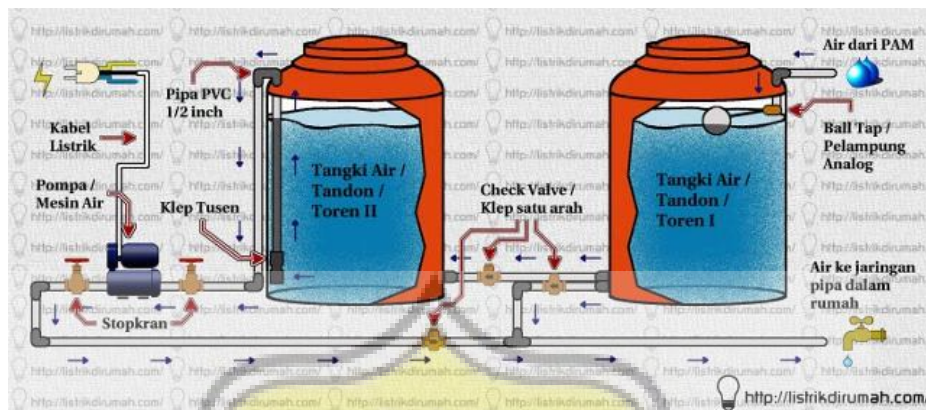 Air dari PAM
Pipa PVC
1/2 inch
Kabel
Listrik
Ball Tap /
Pelampung
Analog
Tangki Air /
Tandon /
Toren II
Tangki Air /
Tandon /
Toren I
Pompa /
Mesin Air
Klep Tusen
Check Valve /
Klep satu arah
Air ke jaringan
pipa dalam
rumah
Stopkran
http://listrikdirumah.com